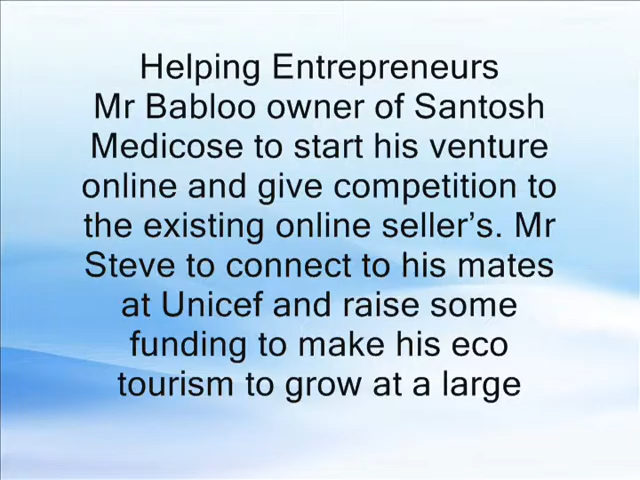 Helping Entrepreneurs
Mr Babloo owner of Santosh
Medicose to start his venture
online and give competition to
the existing online seller’s. Mr
Steve to connect to his mates
at Unicef and raise some
funding to make his eco
tourism to grow at a large